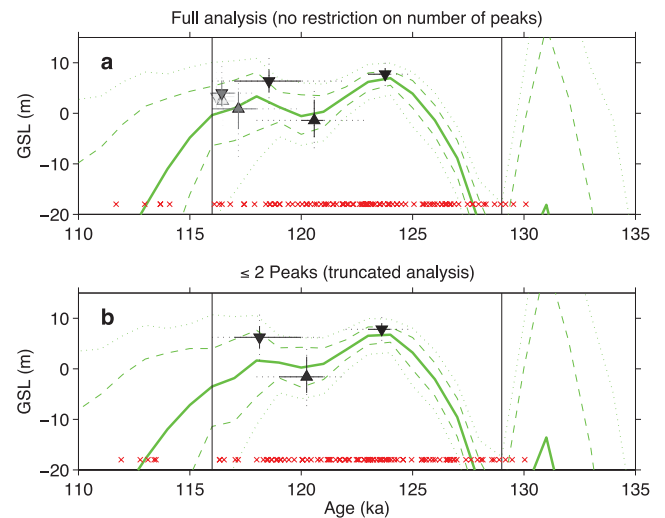 Full analysis (no restriction on number of peaks)
a
GSL (m)
10
0
−10
−20
110 115 120 125 130 135
≤ 2 Peaks (truncated analysis)
b
GSL (m)
10
0
−10
−20
110 115 120 125 130 135
Age (ka)